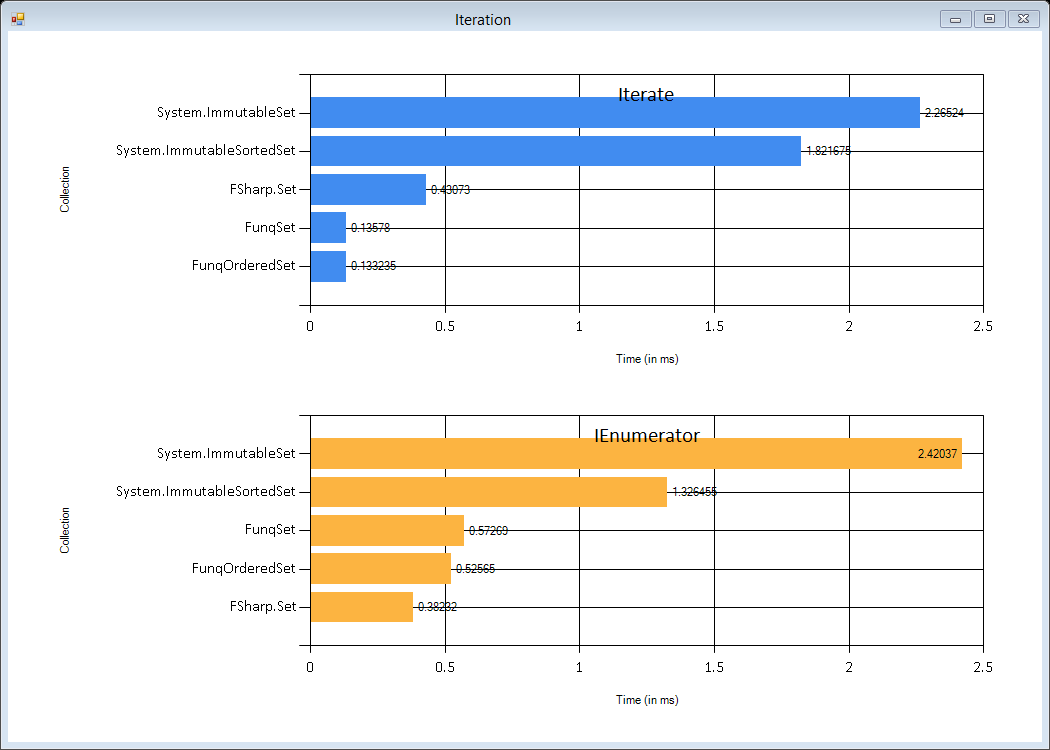 Iteration
Iterate
System.ImmutableSet 2.26524
System.ImmutableSortedSet 1.821675
FSharp.Set 0.43073
FunqSet 0.13578
FunqOrderedSet 0.133235
Collection
0 0.5 1 1.5 2 2.5
Time (in ms)
IEnumerator
System.ImmutableSet 2.42037
System.ImmutableSortedSet 1.326455
FunqSet 0.57269
FunqOrderedSet 0.52565
FSharp.Set 0.38232
Collection
0 0.5 1 1.5 2 2.5
Time (in ms)